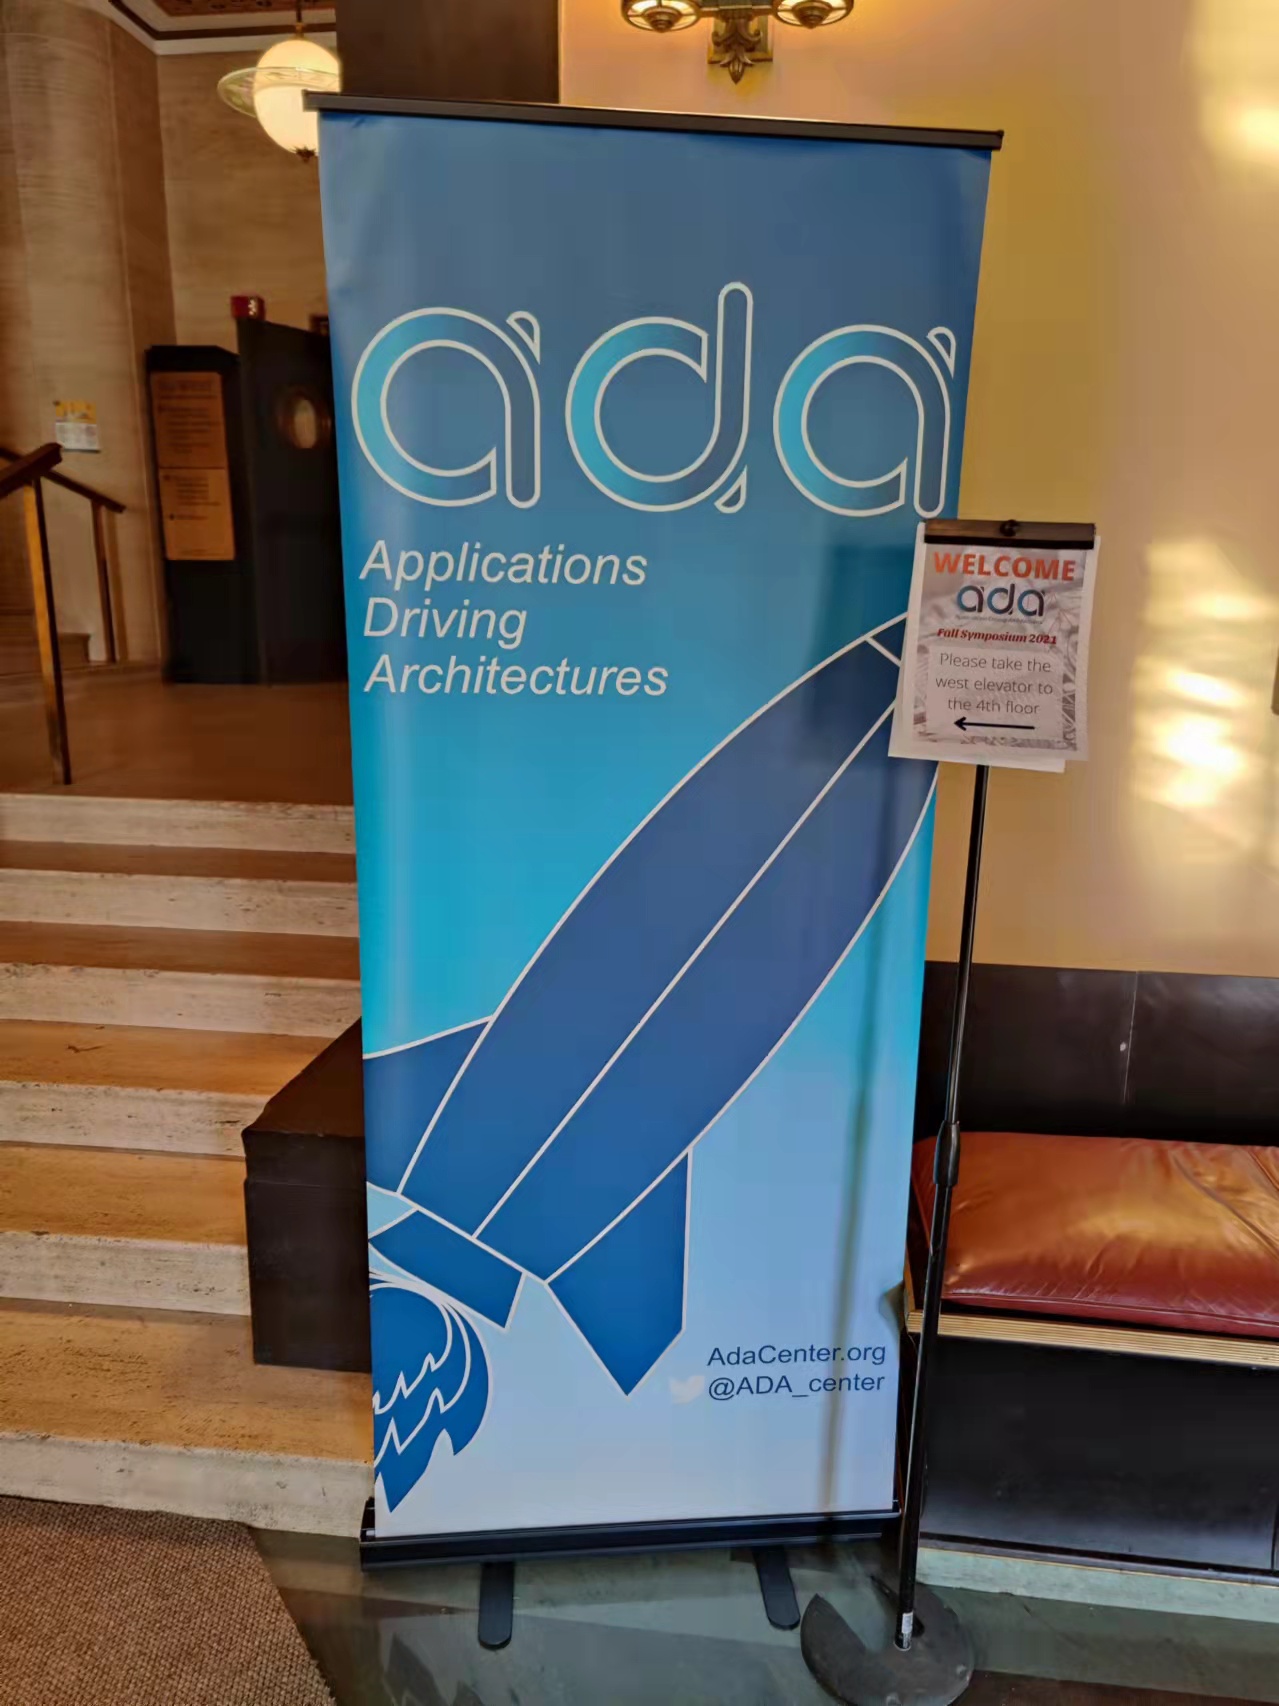 ada
Applications
Driving
Architectures
WELCOME
ada
Fall Symposium 2021
Please take the
west elevator to
the 4th floor
AdaCenter.org
@ADA_center